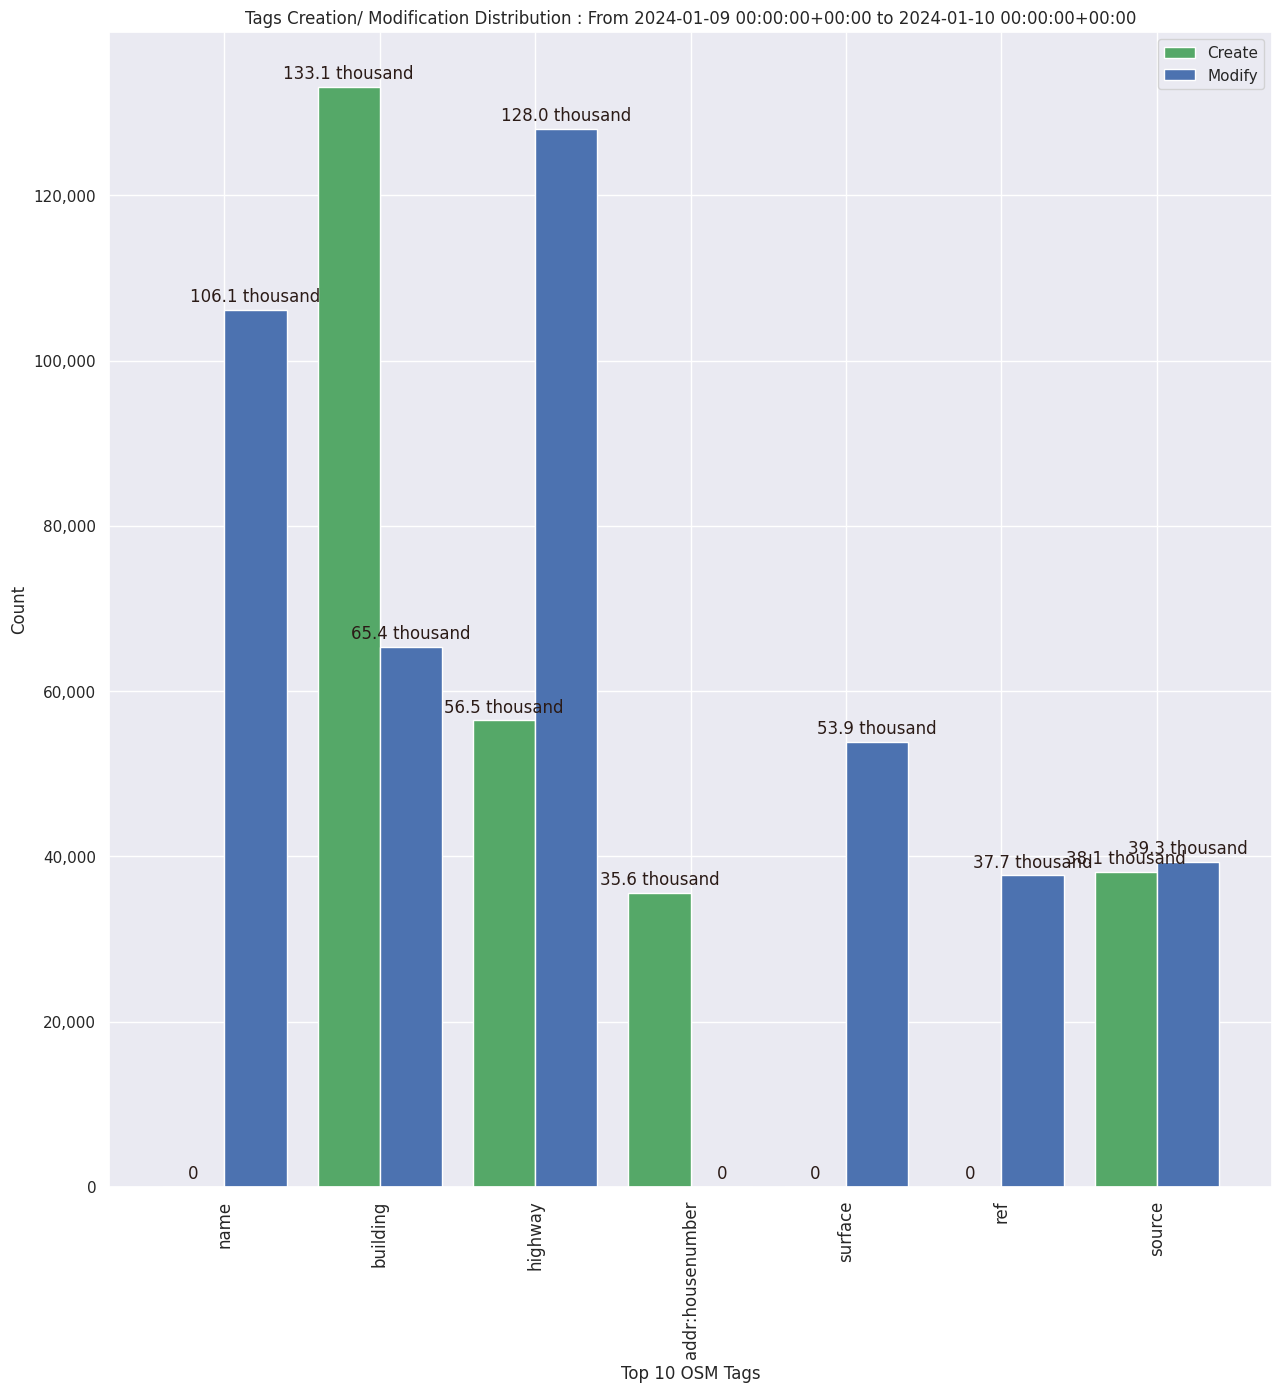 Tags Creation/ Modification Distribution : From 2024-01-09 00:00:00+00:00 to 2024-01-10 00:00:00+00:00
Create
Modify
133.1 thousand
128.0 thousand
106.1 thousand
65.4 thousand
56.5 thousand
53.9 thousand
39.3 thousand
38.1 thousand
37.7 thousand
35.6 thousand
0
0
0
0
120,000
100,000
80,000
60,000
40,000
20,000
0
Count
name
building
highway
addr:housenumber
surface
ref
source
Top 10 OSM Tags